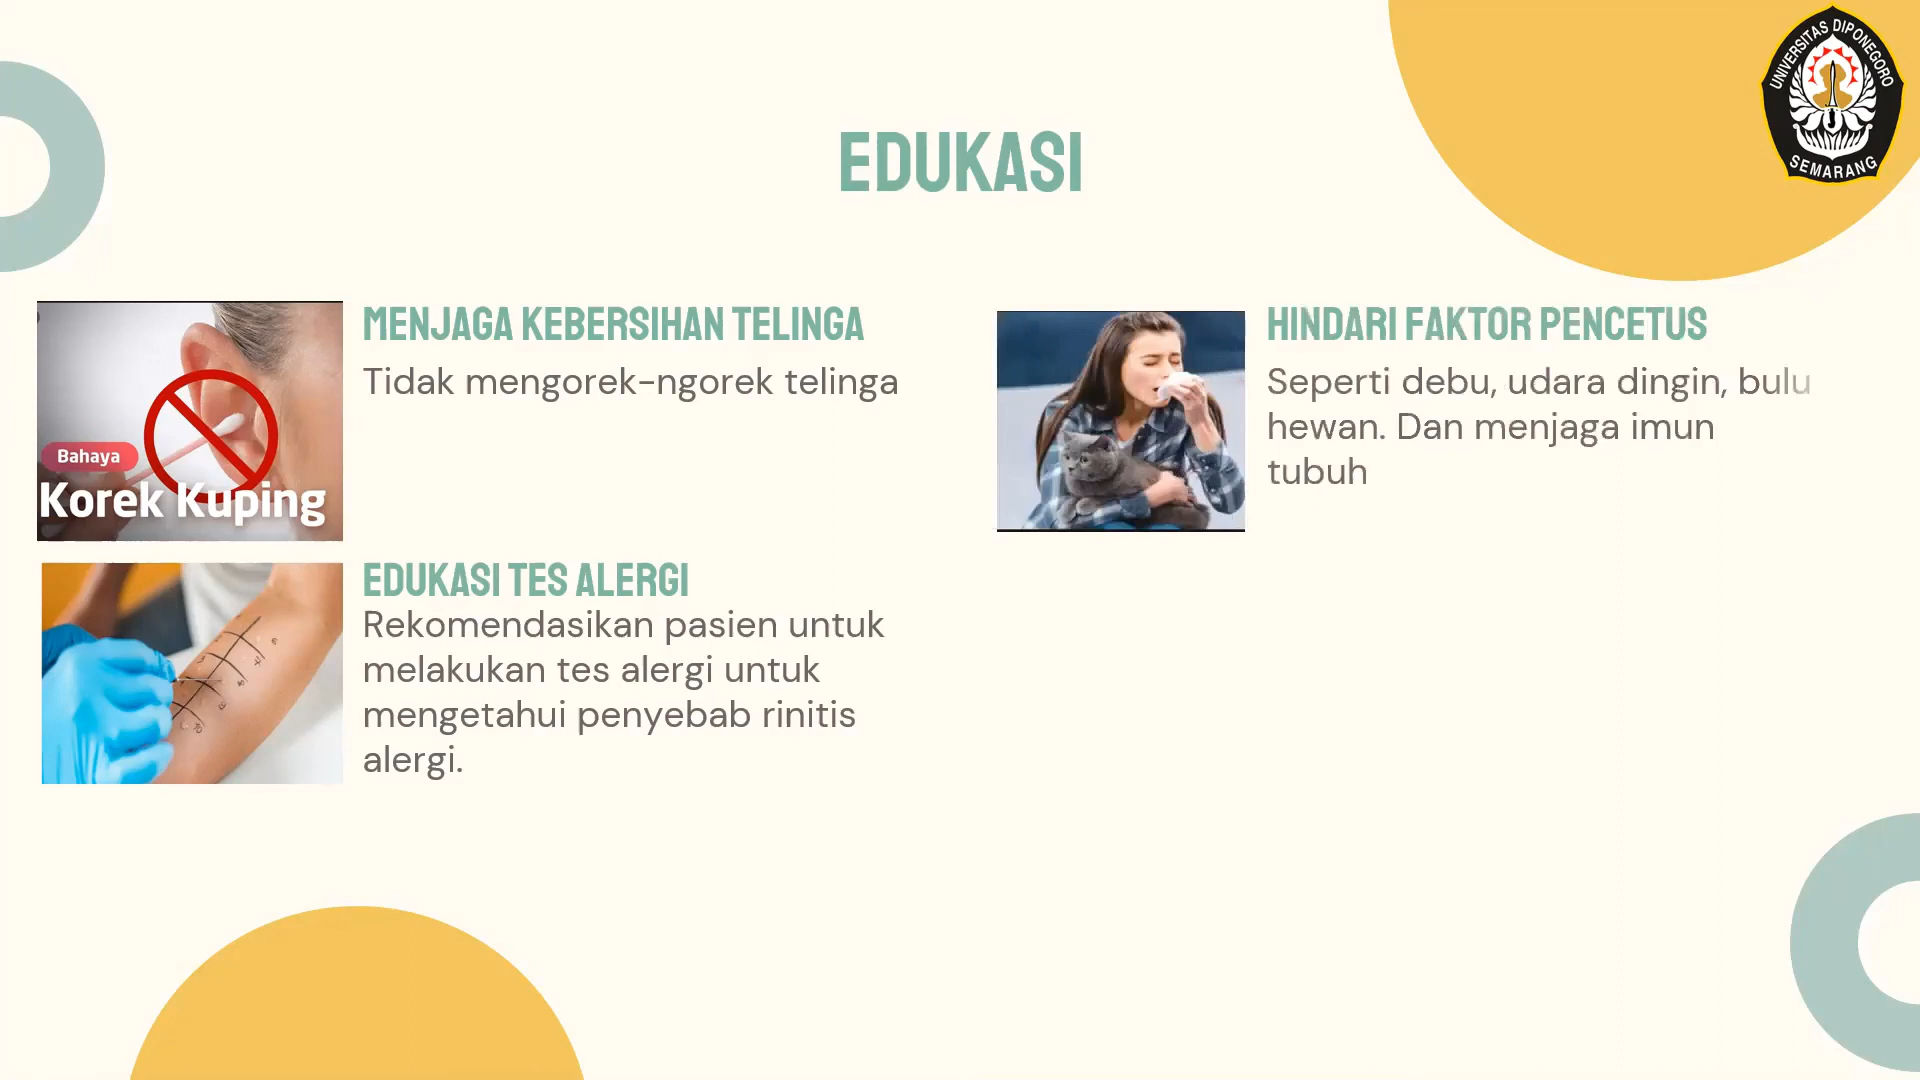 UNIVERSITAS DIPONEGORO
SEMARANG
EDUKASI
MENJAGA KEBERSIHAN TELINGA
Tidak mengorek-ngorek telinga
Bahaya
Korek Kuping
HINDARI FAKTOR PENCETUS
Seperti debu, udara dingin, bulu
hewan. Dan menjaga imun
tubuh
EDUKASI TES ALERGI
Rekomendasikan pasien untuk
melakukan tes alergi untuk
mengetahui penyebab rinitis
alergi.